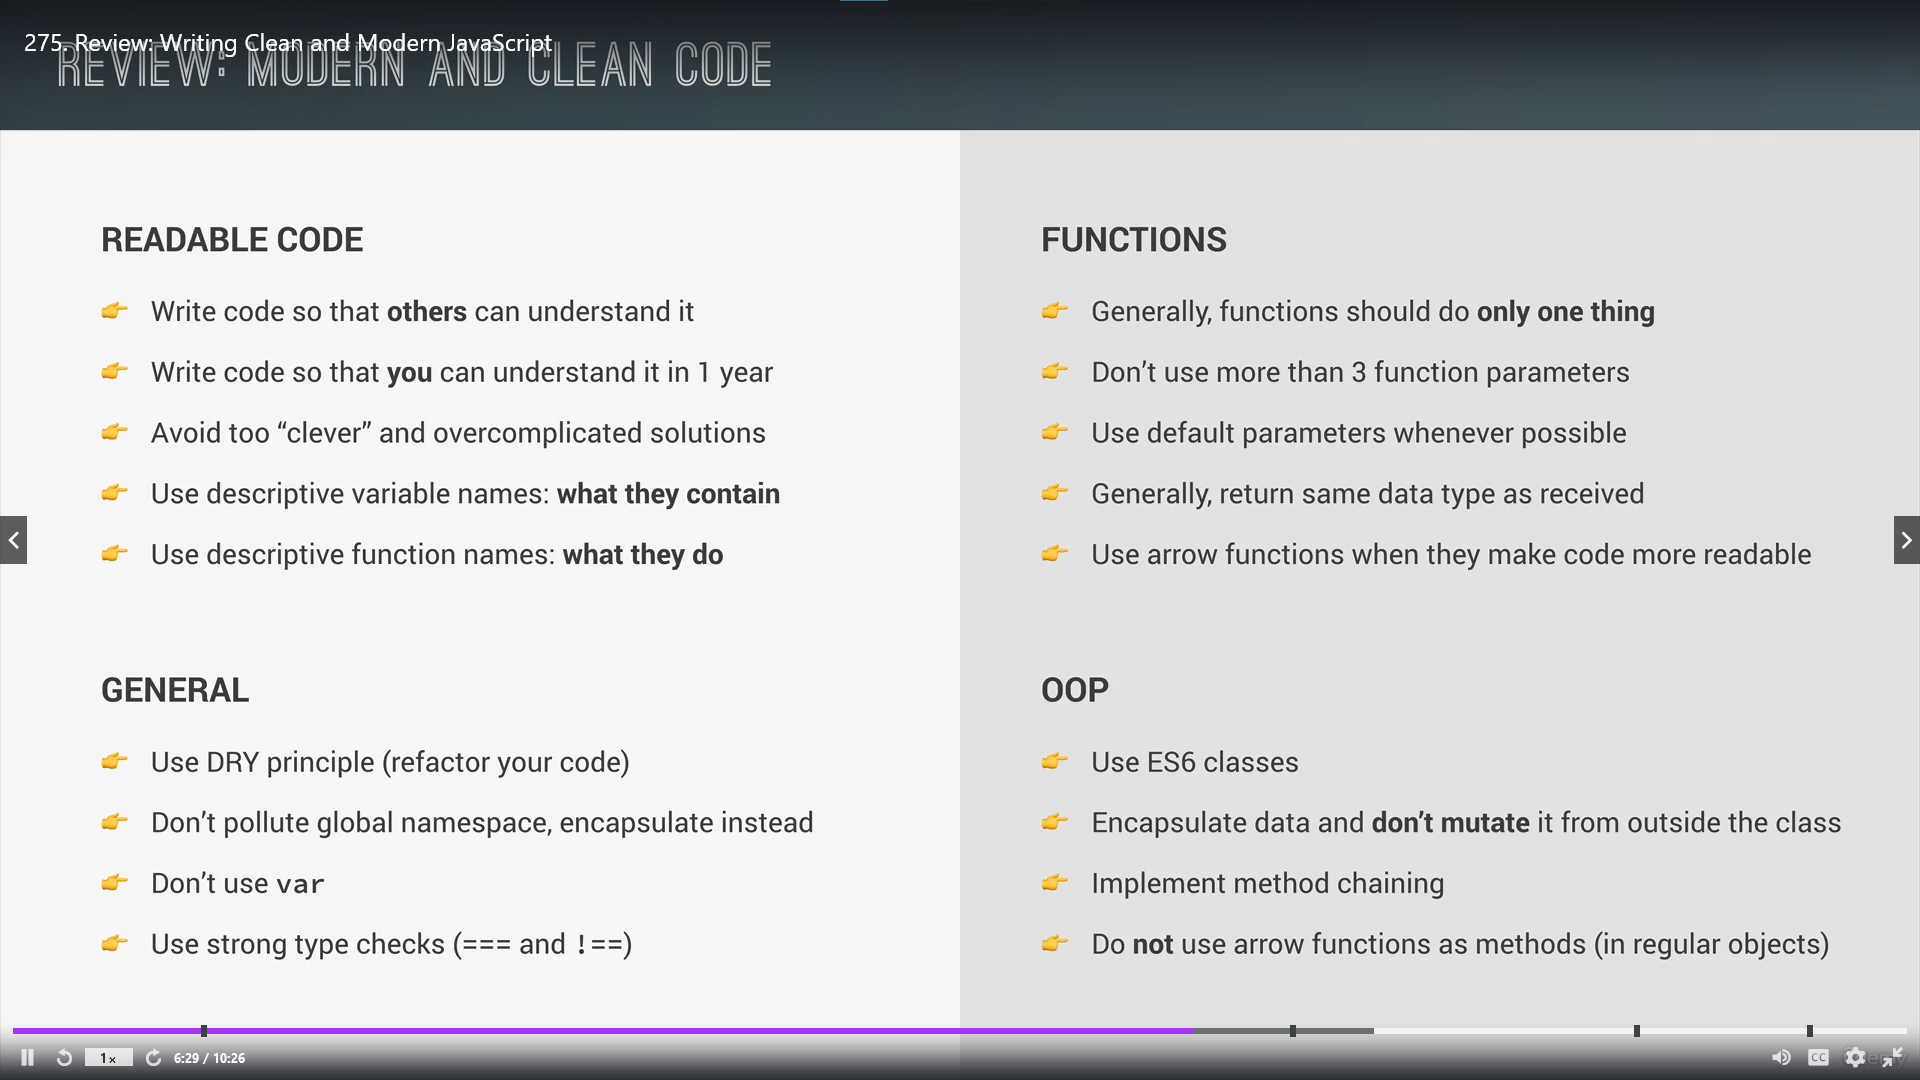 275. Review: Writing Clean and Modern JavaScript
REVIEW: MODERN AND CLEAN CODE
READABLE CODE
Write code so that others can understand it
Write code so that you can understand it in 1 year
Avoid too “clever” and overcomplicated solutions
Use descriptive variable names: what they contain
Use descriptive function names: what they do
GENERAL
Use DRY principle (refactor your code)
Don’t pollute global namespace, encapsulate instead
Don’t use var
Use strong type checks (=== and !==)
FUNCTIONS
Generally, functions should do only one thing
Don’t use more than 3 function parameters
Use default parameters whenever possible
Generally, return same data type as received
Use arrow functions when they make code more readable
OOP
Use ES6 classes
Encapsulate data and don’t mutate it from outside the class
Implement method chaining
Do not use arrow functions as methods (in regular objects)
1x
6:29 / 10:26
CC